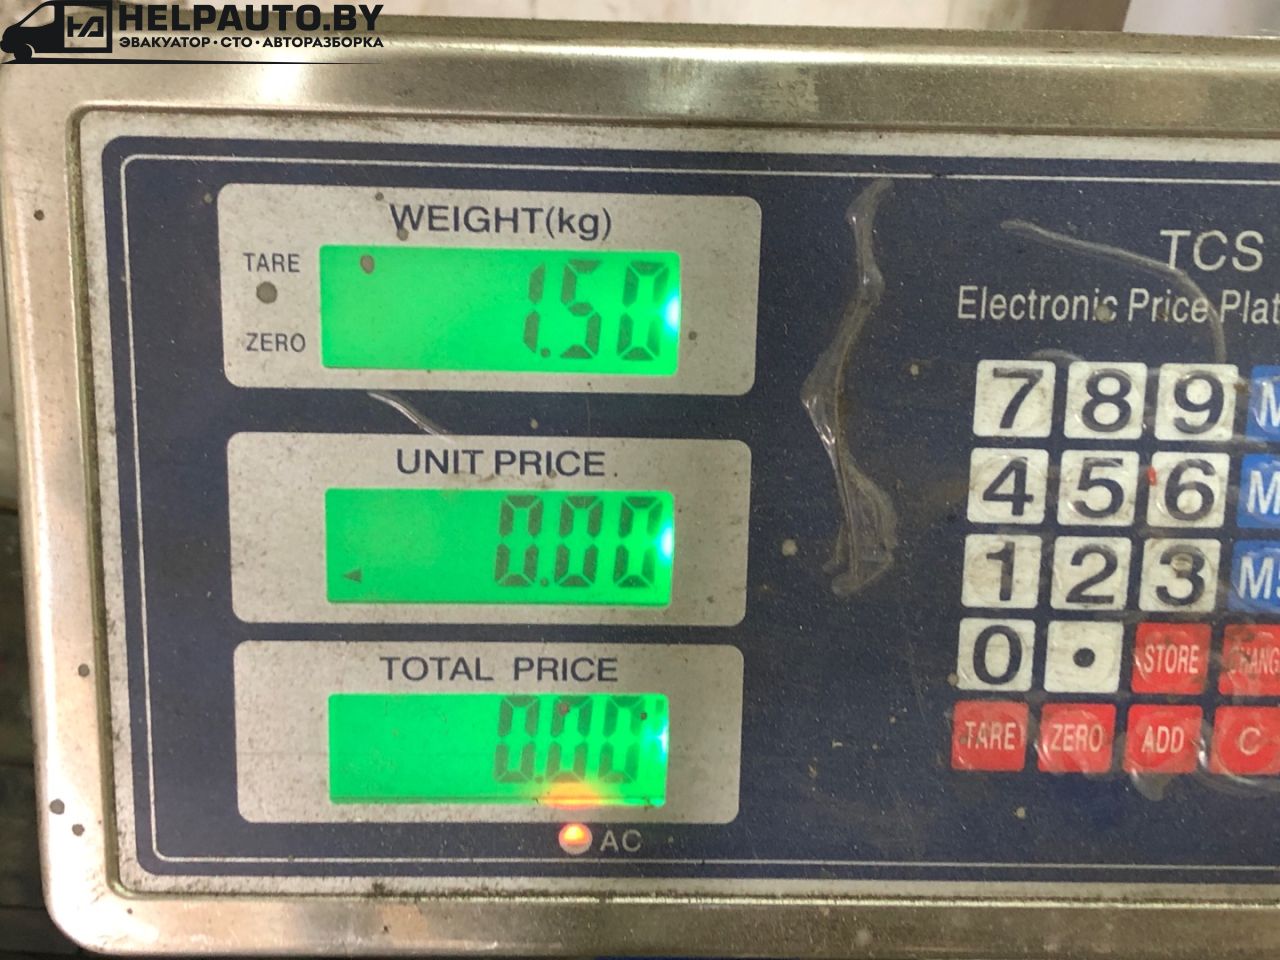 HELPAUTO.BY
ЭВАКУАТОР·СТО·АВТОРАЗБОРКА
WEIGHT(kg)
TARE
1.50
ZERO
TCS
Electronic Price
UNIT PRICE
0.00
7 8 9 M
4 5 6 M
1 2 3 M
0 • STORE
TARE ZERO ADD C
TOTAL PRICE
0.00
AC